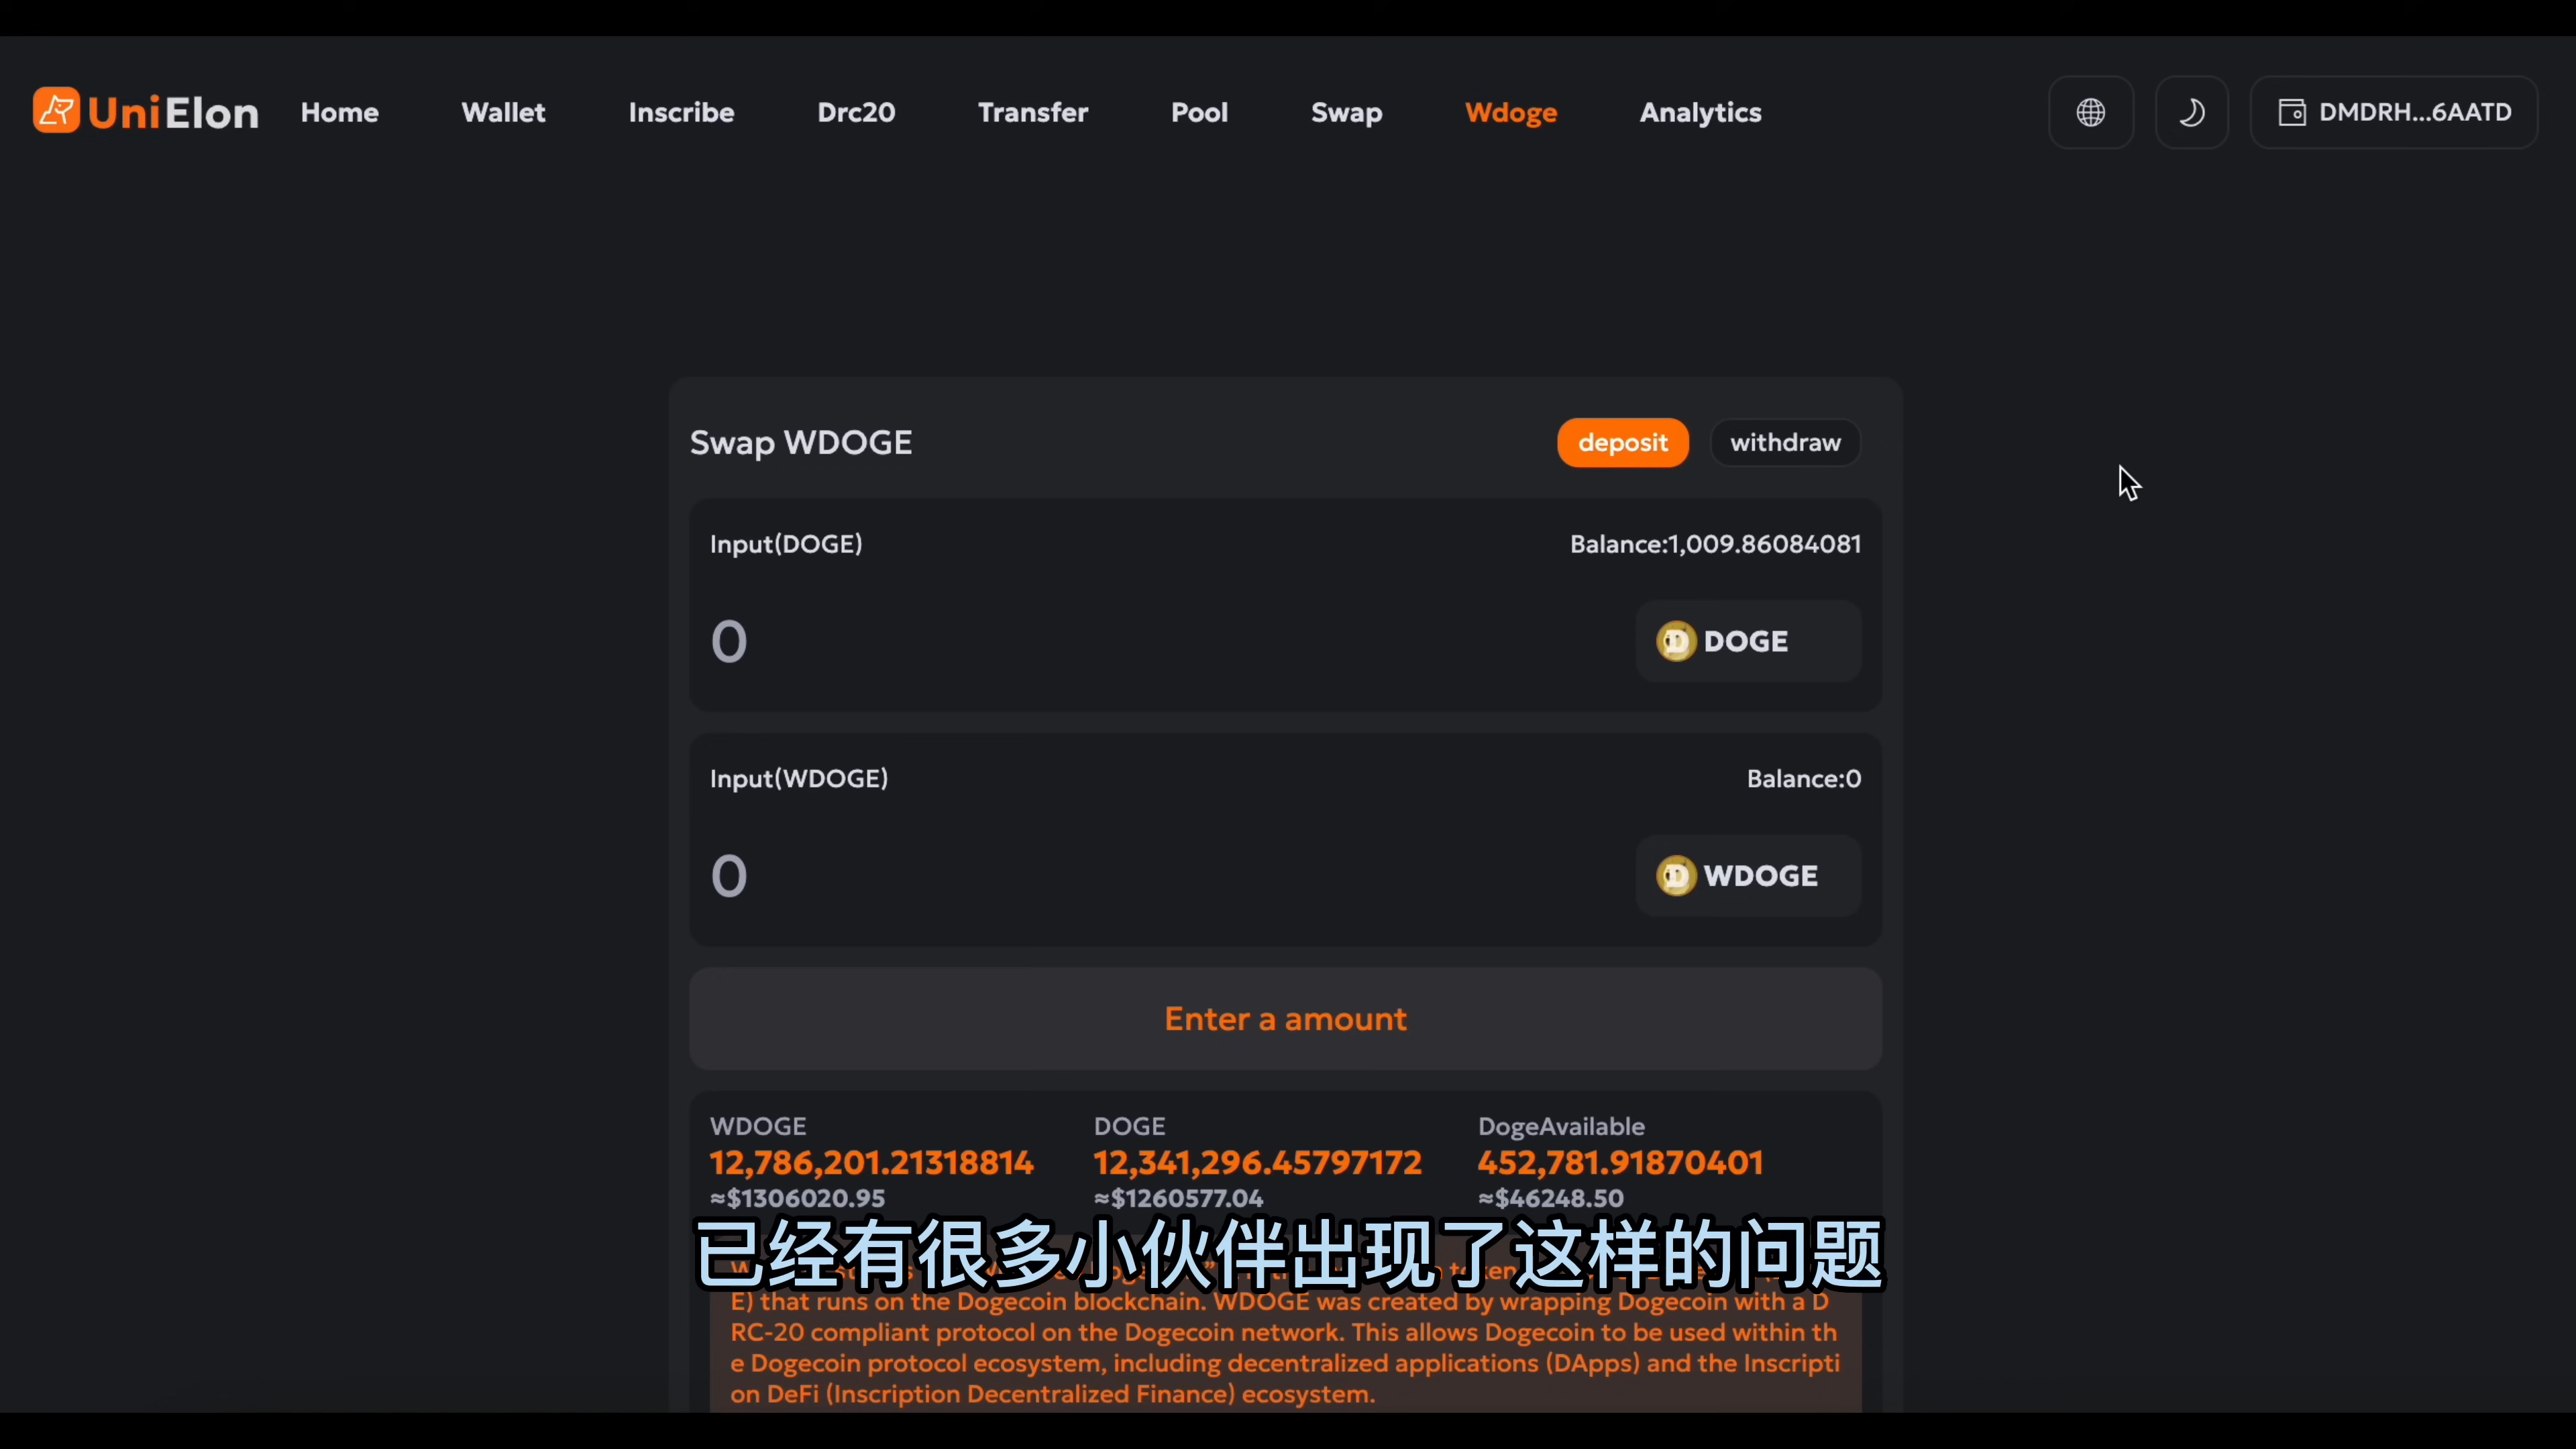 UniElon
Home
Wallet
Inscribe
Drc20
Transfer
Pool
Swap
Wdoge
Analytics
DMDRH...6AATD
Swap WDOGE
deposit
withdraw
Input(DOGE)
Balance:1,009.86084081
0
DOGE
Input(WDOGE)
Balance:0
0
WDOGE
Enter a amount
WDOGE
DOGE
DogeAvailable
12,786,201.21318814
12,341,296.45797172
452,781.91870401
≈$1306020.95
≈$1260577.04
≈$46248.50
已经有很多小伙伴出现了这样的问题
E) that runs on the Dogecoin blockchain. WDOGE was created by wrapping Dogecoin with a D
RC-20 compliant protocol on the Dogecoin network. This allows Dogecoin to be used within th
e Dogecoin protocol ecosystem, including decentralized applications (DApps) and the Inscripti
on DeFi (Inscription Decentralized Finance) ecosystem.